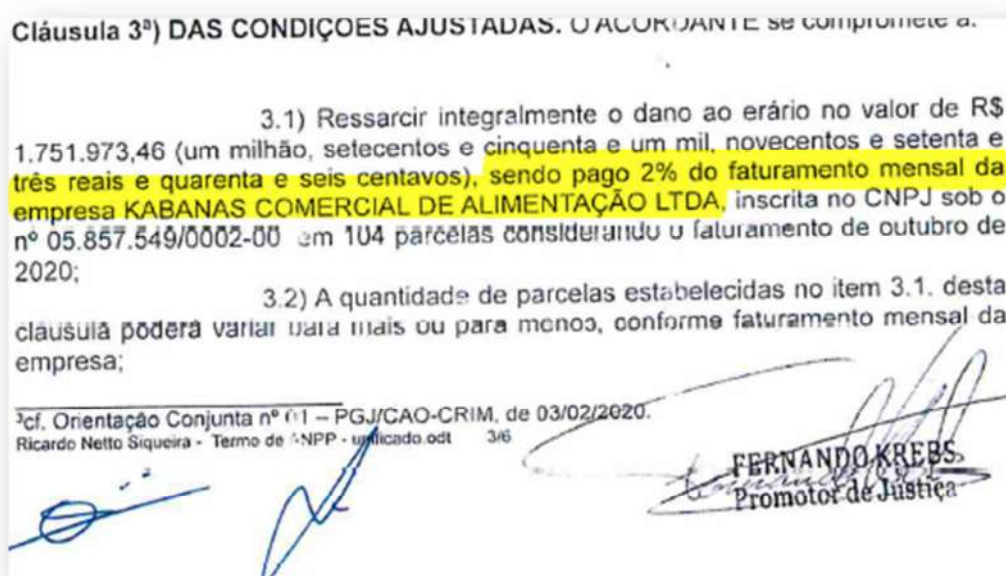 Cláusula 3ª) DAS CONDIÇÕES AJUSTADAS. O ACORDANTE se compromete a:
3.1) Ressarcir integralmente o dano ao erário no valor de R$
1.751.973,46 (um milhão, setecentos e cinquenta e um mil, novecentos e setenta e
três reais e quarenta e seis centavos), sendo pago 2% do faturamento mensal da
empresa KABANAS COMERCIAL DE ALIMENTAÇÃO LTDA, inscrita no CNPJ sob o
nº 05.857.549/0002-00 em 104 parcelas considerando o faturamento de outubro de
2020;
3.2) A quantidade de parcelas estabelecidas no item 3.1. desta
cláusula poderá variar para mais ou para menos, conforme faturamento mensal da
empresa;
³cf. Orientação Conjunta nº 01 – PGJ/CAO-CRIM, de 03/02/2020.
Ricardo Netto Siqueira - Termo de ANPP - unificado.odt 3/6
FERNANDO KREBS
Promotor de Justiça